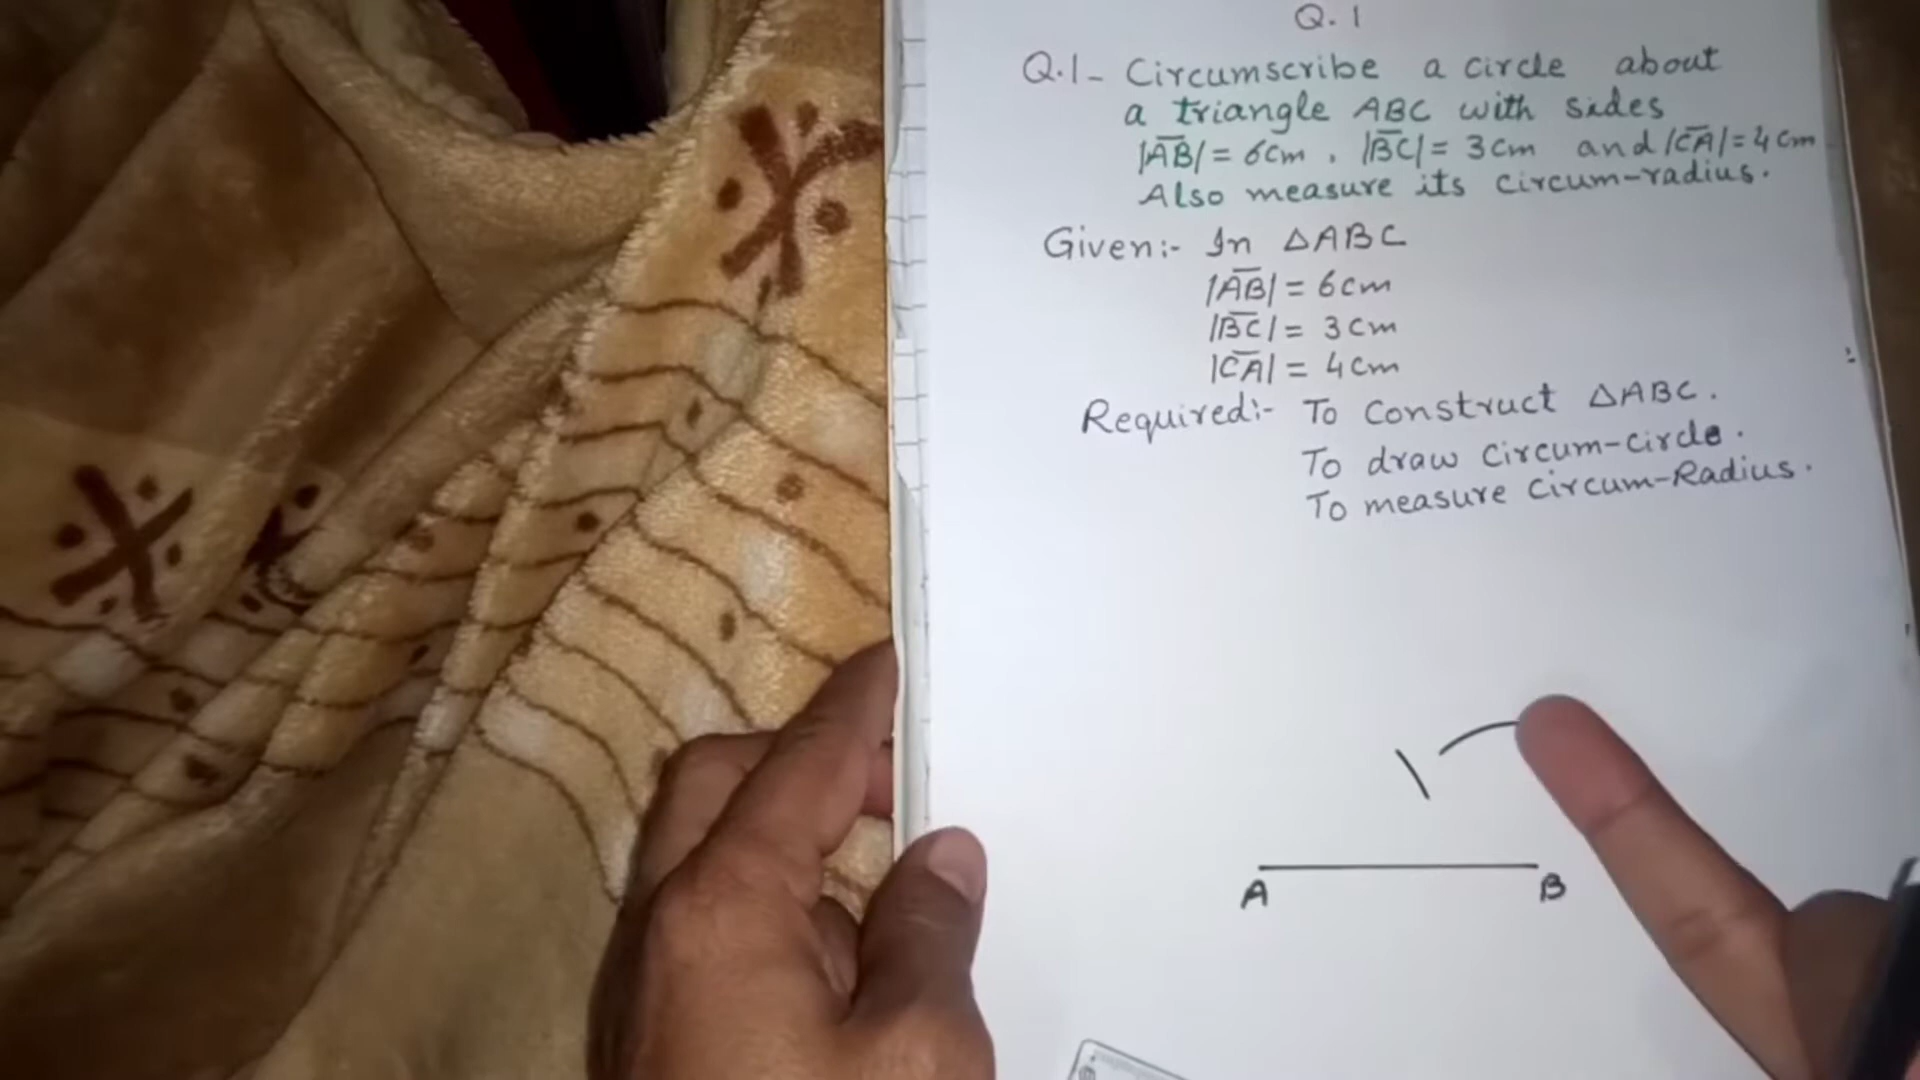 Q. 1
Q.1- Circumscribe a circle about
a triangle ABC with sides
|AB| = 6cm , |BC| = 3cm and |CA| = 4cm
Also measure its circum-radius.
Given:- In △ABC
|AB| = 6cm
|BC| = 3cm
|CA| = 4cm
Required:- To construct △ABC.
To draw circum-circle.
To measure Circum-Radius.
A B